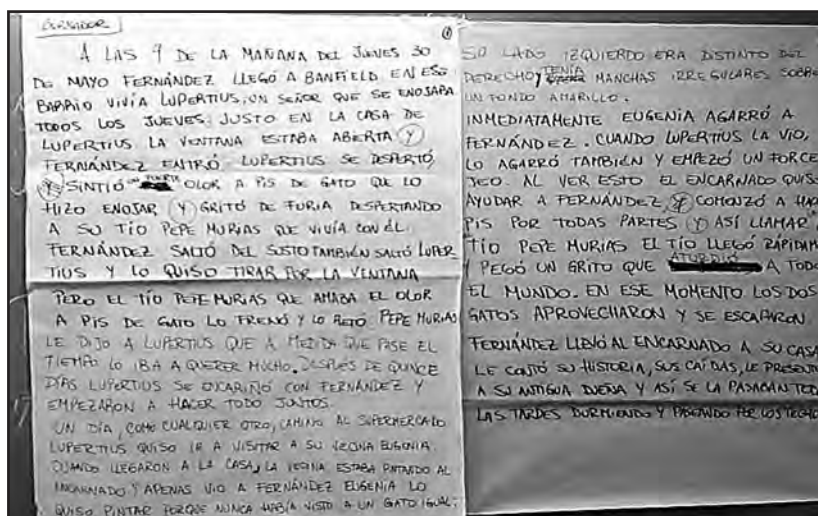 BORRADOR
①
A LAS 9 DE LA MAÑANA DEL JUEVES 30
DE MAYO FERNÁNDEZ LLEGÓ A BANFIELD EN ESE
BARRIO VIVÍA LUPERTIUS, UN SEÑOR QUE SE ENOJABA
TODOS LOS JUEVES. JUSTO EN LA CASA DE
LUPERTIUS LA VENTANA ESTABA ABIERTA Y
FERNÁNDEZ ENTRÓ. LUPERTIUS SE DESPERTÓ,
Y SINTIÓ UN FUERTE OLOR A PIS DE GATO QUE LO
HIZO ENOJAR Y GRITÓ DE FURIA DESPERTANDO
A SU TÍO PEPE MURIAS QUE VIVÍA CON ÉL.
FERNÁNDEZ SALTÓ DEL SUSTO TAMBIÉN SALTÓ LUPER
TIUS Y LO QUISO TIRAR POR LA VENTANA
PERO EL TÍO PEPE MURIAS QUE AMABA EL OLOR
A PIS DE GATO LO FRENÓ Y LO RETÓ. PEPE MURIAS
LE DIJO A LUPERTIUS QUE A MEDIDA QUE PASE EL
TIEMPO LO IBA A QUERER MUCHO. DESPUÉS DE QUINCE
DÍAS LUPERTIUS SE ENCARIÑÓ CON FERNÁNDEZ Y
EMPEZARON A HACER TODO JUNTOS.
UN DÍA, COMO CUALQUIER OTRO, CAMINO AL SUPERMERCADO
LUPERTIUS QUISO IR A VISITAR A SU VECINA EUGENIA.
CUANDO LLEGARON A LA CASA, LA VECINA ESTABA PINTANDO AL
ENCARNADO Y APENAS VIO A FERNÁNDEZ EUGENIA LO
QUISO PINTAR PORQUE NUNCA HABÍA VISTO A UN GATO IGUAL:
SU LADO IZQUIERDO ERA DISTINTO DEL
DERECHO, Y TENÍA MANCHAS IRREGULARES SOBRE
UN FONDO AMARILLO.
INMEDIATAMENTE EUGENIA AGARRÓ A
FERNÁNDEZ. CUANDO LUPERTIUS LA VIO,
LO AGARRÓ TAMBIÉN Y EMPEZÓ UN FORCE
JEO. AL VER ESTO EL ENCARNADO QUIS
AYUDAR A FERNÁNDEZ Y COMENZÓ A HAC
PIS POR TODAS PARTES Y ASÍ LLAMAR
TÍO PEPE MURIAS EL TÍO LLEGÓ RÁPIDAM
Y PEGÓ UN GRITO QUE ATURDIÓ A TODO
EL MUNDO. EN ESE MOMENTO LOS DOS
GATOS APROVECHARON Y SE ESCAPARON
FERNÁNDEZ LLEVÓ AL ENCARNADO A SU CASA
LE CONTÓ SU HISTORIA, SUS CAÍDAS, LE PRESENT
A SU ANTIGUA DUEÑA Y ASÍ SE LA PASABAN TOD
LAS TARDES DURMIENDO Y PASEANDO POR LOS TECHO